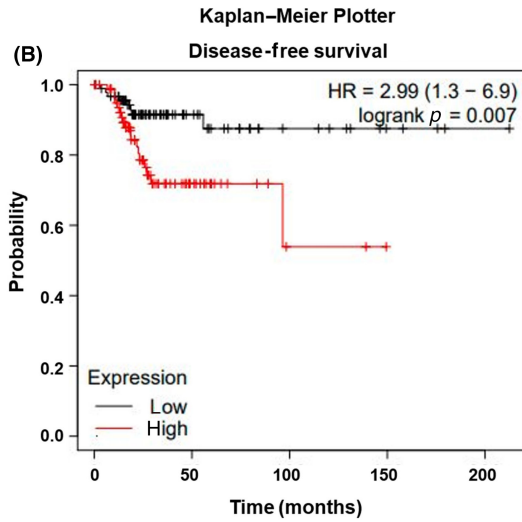 Kaplan–Meier Plotter
(B)
Disease-free survival
HR = 2.99 (1.3 − 6.9)
logrank p = 0.007
Probability
1.0
0.8
0.6
0.4
0.2
0.0
Expression
Low
High
0 50 100 150 200
Time (months)